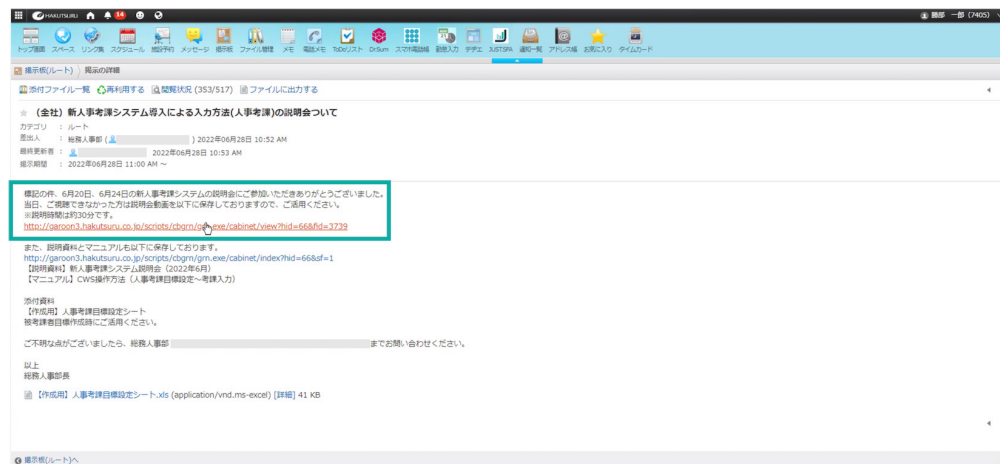 HAKUTSURU 14 勝部 一郎 (7405)
トップ画面 スペース リンク集 スケジュール 施設予約 メッセージ 掲示板 ファイル管理 メモ 電話メモ ToDoリスト Dr.Sum スマホ電話帳 勤怠入力 デヂエ JUST.SFA 通知一覧 アドレス帳 お気に入り タイムカード
掲示板(ルート) 掲示の詳細
添付ファイル一覧 再利用する 閲覧状況 (353/517) ファイルに出力する
(全社)新人事考課システム導入による入力方法(人事考課)の説明会ついて
カテゴリ : ルート
差出人 : 総務人事部 ( ) 2022年06月28日 10:52 AM
最終更新者 : 2022年06月28日 10:53 AM
掲示期間 : 2022年06月28日 11:00 AM ～
標記の件、6月20日、6月24日の新人事考課システムの説明会にご参加いただきありがとうございました。
当日、ご視聴できなかった方は説明会動画を以下に保存しておりますので、ご活用ください。
※説明時間は約30分です。
http://garoon3.hakutsuru.co.jp/scripts/cbgrn/grn.exe/cabinet/view?hid=66&fid=3739
また、説明資料とマニュアルも以下に保存しております。
http://garoon3.hakutsuru.co.jp/scripts/cbgrn/grn.exe/cabinet/index?hid=66&sf=1
【説明資料】新人事考課システム説明会（2022年6月）
【マニュアル】CWS操作方法（人事考課目標設定～考課入力）
添付資料
【作成用】人事考課目標設定シート
被考課者目標作成時にご活用ください。
ご不明な点がございましたら、総務人事部 までお問い合わせください。
以上
総務人事部長
【作成用】人事考課目標設定シート.xls (application/vnd.ms-excel) [詳細] 41 KB
掲示板(ルート)へ